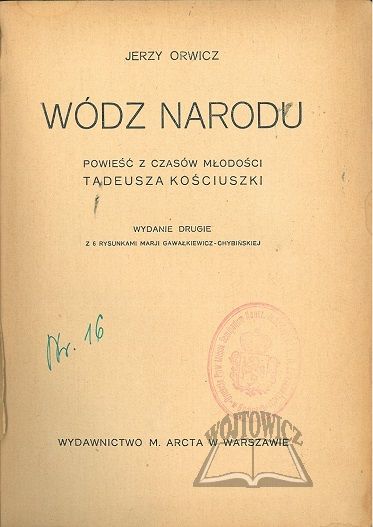 JERZY ORWICZ
WÓDZ NARODU
POWIEŚĆ Z CZASÓW MŁODOŚCI
TADEUSZA KOŚCIUSZKI
WYDANIE DRUGIE
Z 6 RYSUNKAMI MARJI GAWAŁKIEWICZ-CHYBIŃSKIEJ
Nr. 16
WÓJTOWICZ
WYDAWNICTWO M. ARCTA W WARSZAWIE